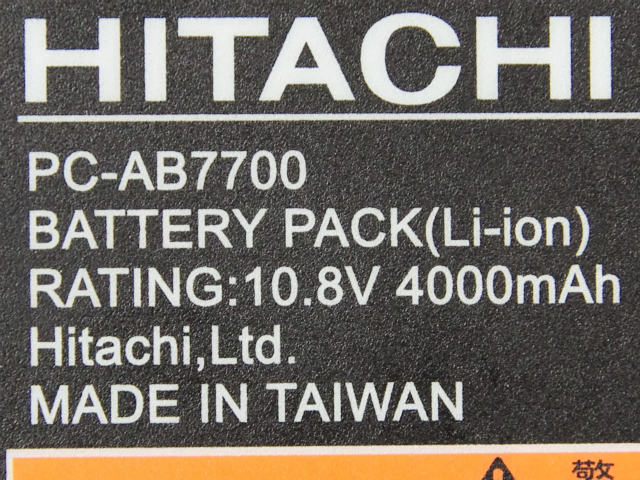 HITACHI
PC-AB7700
BATTERY PACK(Li-ion)
RATING:10.8V 4000mAh
Hitachi,Ltd.
MADE IN TAIWAN